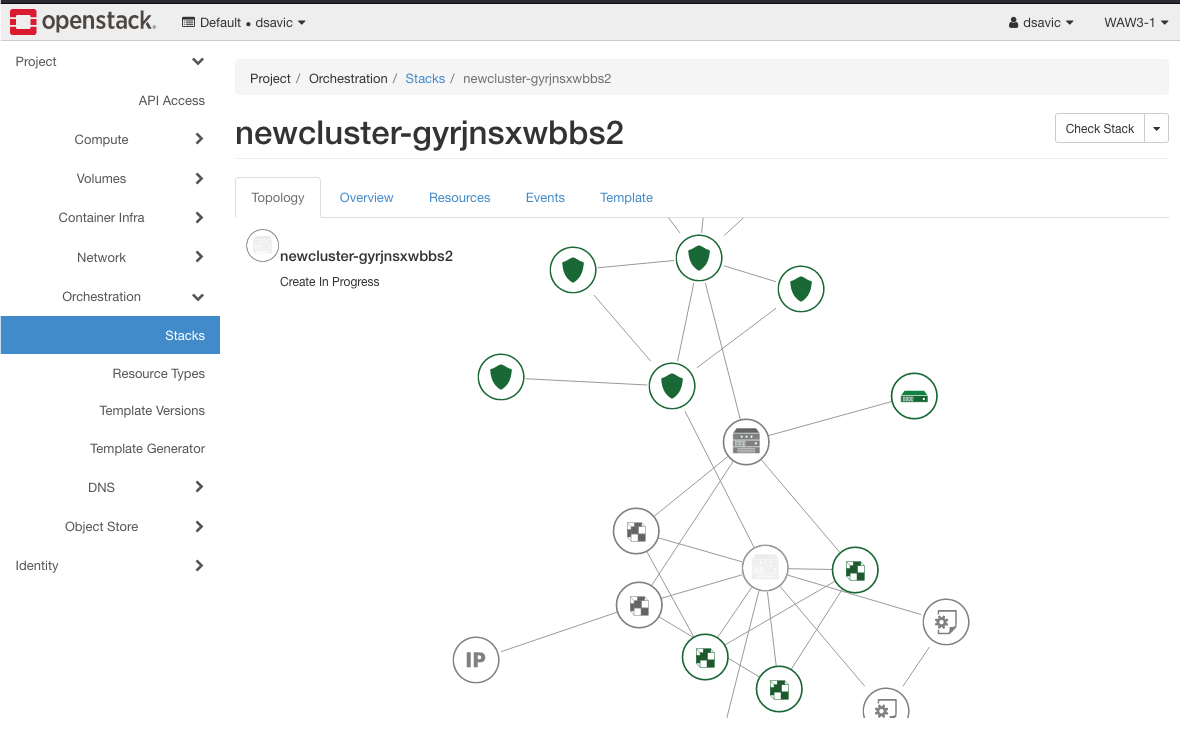 openstack. Default • dsavic dsavic WAW3-1
Project
API Access
Compute
Volumes
Container Infra
Network
Orchestration
Stacks
Resource Types
Template Versions
Template Generator
DNS
Object Store
Identity
Project / Orchestration / Stacks / newcluster-gyrjnsxwbbs2
newcluster-gyrjnsxwbbs2
Check Stack
Topology Overview Resources Events Template
newcluster-gyrjnsxwbbs2
Create In Progress
IP